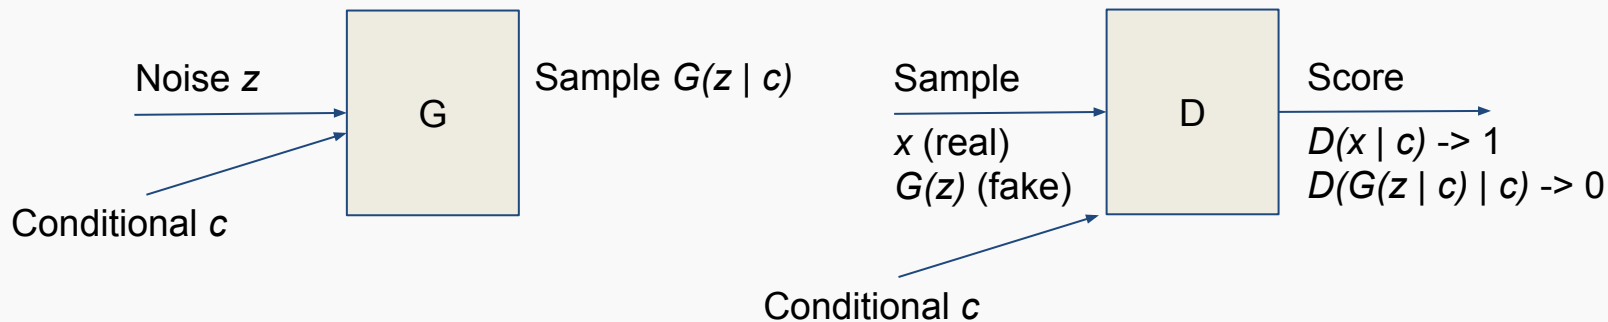 Noise z
G
Sample G(z | c)
Conditional c
Sample
x (real)
G(z) (fake)
D
Score
D(x | c) -> 1
D(G(z | c) | c) -> 0
Conditional c